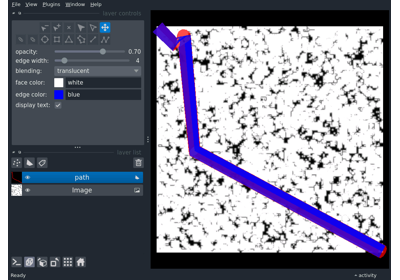 File View Plugins Window Help
layer controls
opacity: 0.70
edge width: 4
blending: translucent
face color: white
edge color: blue
display text:
layer list
path
Image
Ready
activity